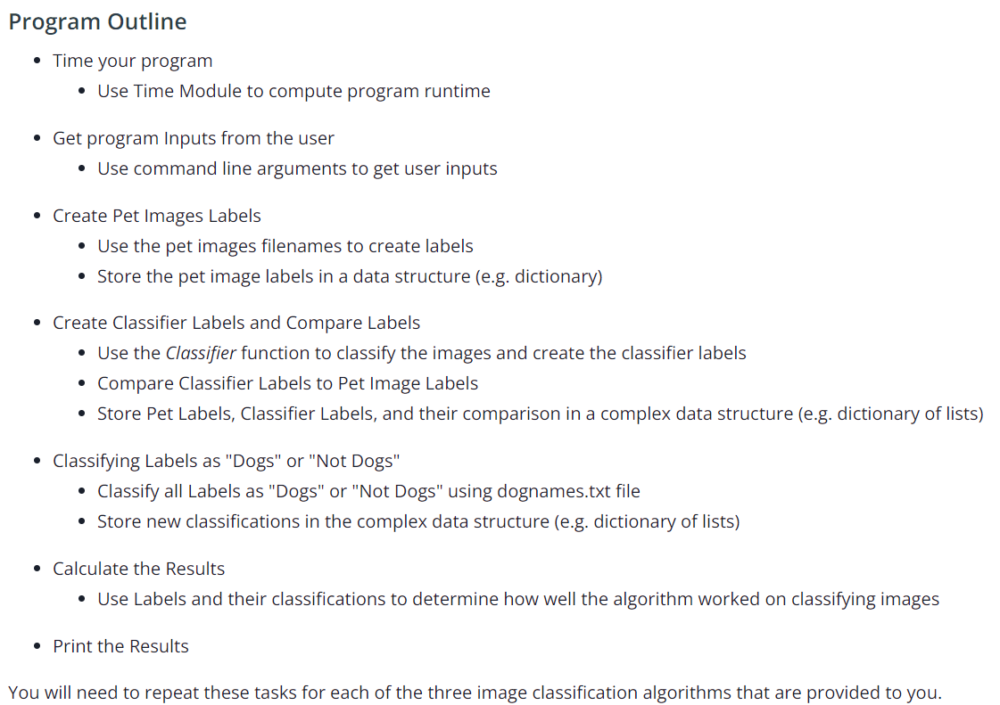 Program Outline
• Time your program
• Use Time Module to compute program runtime
• Get program Inputs from the user
• Use command line arguments to get user inputs
• Create Pet Images Labels
• Use the pet images filenames to create labels
• Store the pet image labels in a data structure (e.g. dictionary)
• Create Classifier Labels and Compare Labels
• Use the Classifier function to classify the images and create the classifier labels
• Compare Classifier Labels to Pet Image Labels
• Store Pet Labels, Classifier Labels, and their comparison in a complex data structure (e.g. dictionary of lists)
• Classifying Labels as "Dogs" or "Not Dogs"
• Classify all Labels as "Dogs" or "Not Dogs" using dognames.txt file
• Store new classifications in the complex data structure (e.g. dictionary of lists)
• Calculate the Results
• Use Labels and their classifications to determine how well the algorithm worked on classifying images
• Print the Results
You will need to repeat these tasks for each of the three image classification algorithms that are provided to you.